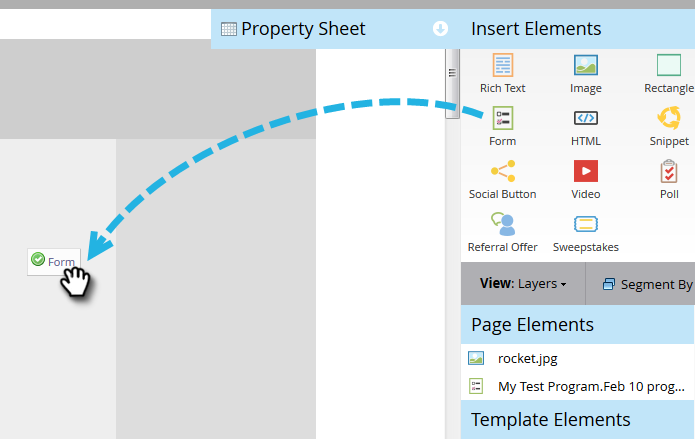 Property Sheet
Insert Elements
Rich Text
Image
Rectangle
Form
HTML
Snippet
Social Button
Video
Poll
Referral Offer
Sweepstakes
Form
View: Layers
Segment By
Page Elements
rocket.jpg
My Test Program.Feb 10 prog...
Template Elements